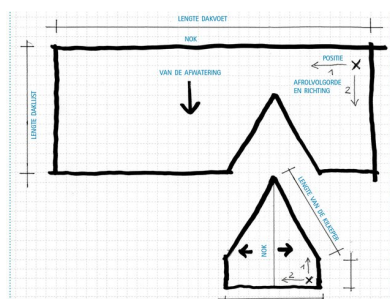 LENGTE DAKVOET
NOK
POSITIE
1
AFROLVOLGORDE
EN RICHTING
2
VAN DE AFWATERING
LENGTE DAKLIJST
LENGTE VAN DE KILKEPER
NOK
1
2